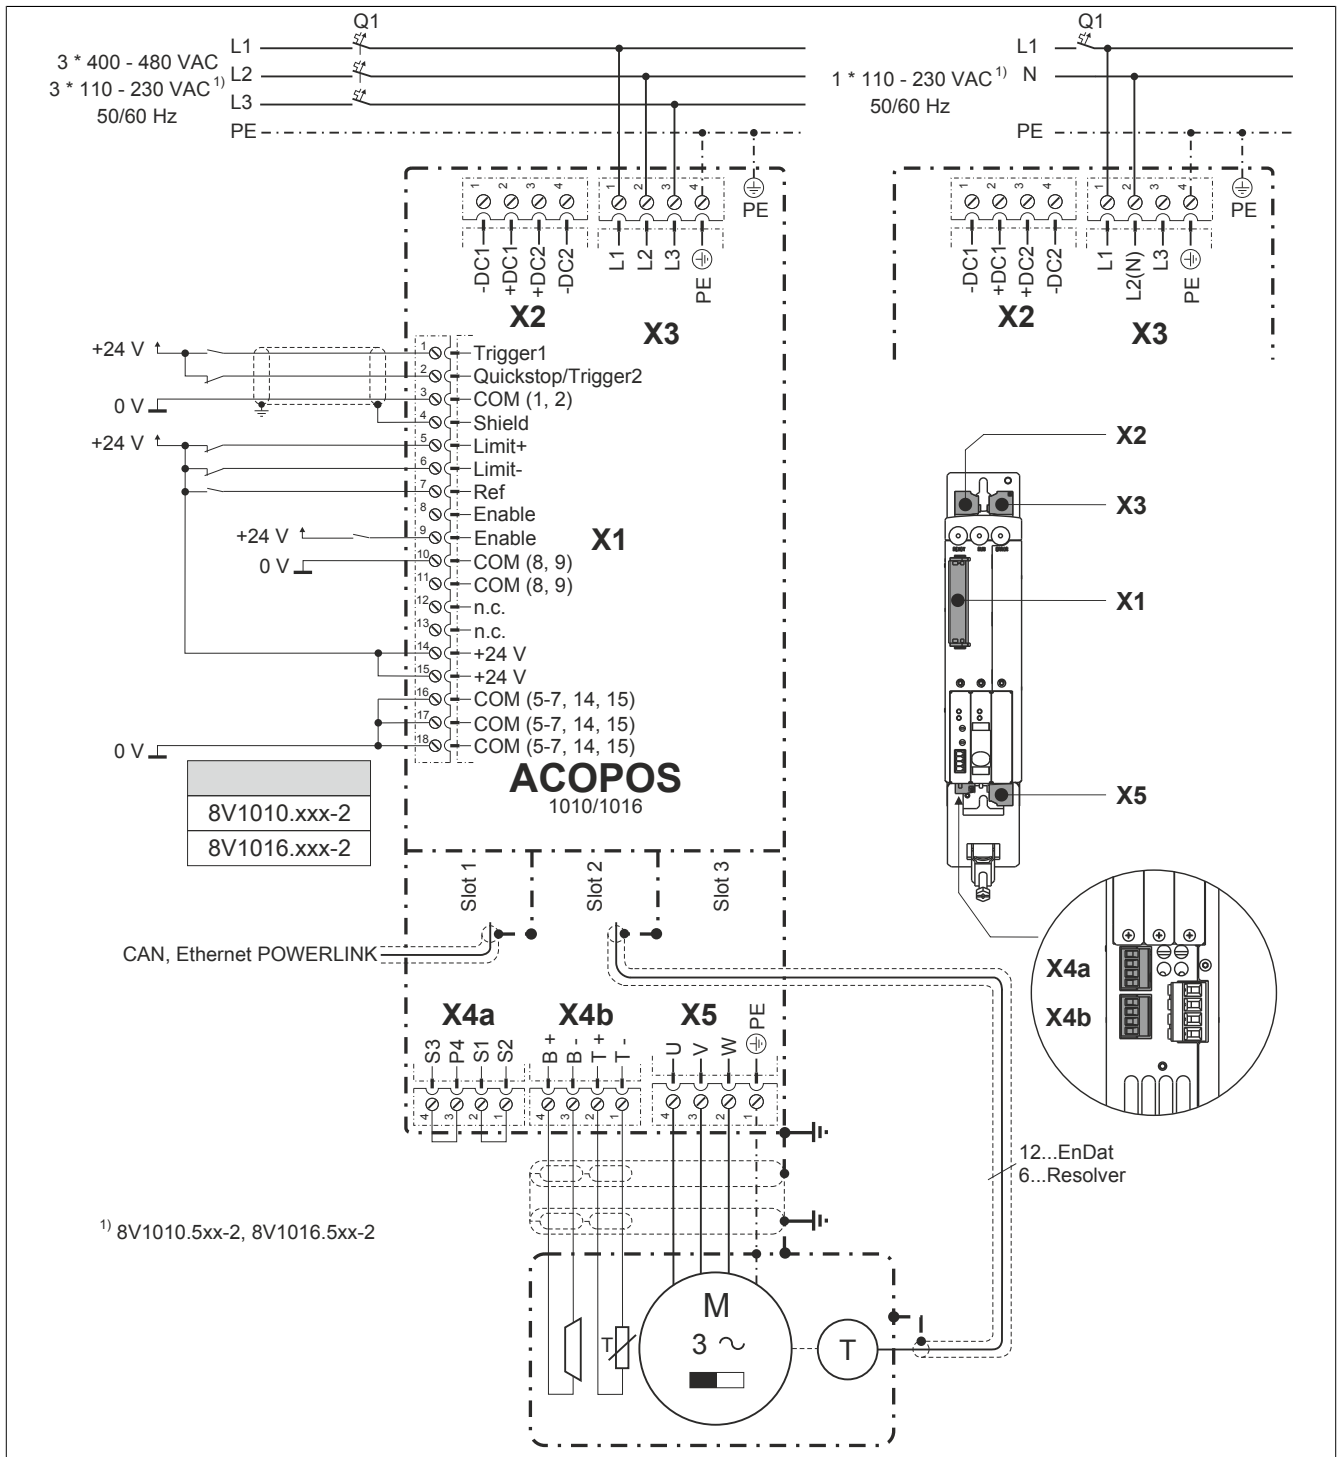 Q1
L1
3 * 400 - 480 VAC
L2
3 * 110 - 230 VAC 1)
L3
50/60 Hz
PE
Q1
L1
1 * 110 - 230 VAC 1)
N
50/60 Hz
PE
1 2 3 4
1 2 3 4
PE
-DC1
+DC1
+DC2
-DC2
L1
L2
L3
PE
X2
X3
1 2 3 4
1 2 3 4
PE
-DC1
+DC1
+DC2
-DC2
L1
L2(N)
L3
PE
X2
X3
+24 V
0 V
+24 V
+24 V
0 V
0 V
1 Trigger1
2 Quickstop/Trigger2
3 COM (1, 2)
4 Shield
5 Limit+
6 Limit-
7 Ref
8 Enable
9 Enable
10 COM (8, 9)
11 COM (8, 9)
12 n.c.
13 n.c.
14 +24 V
15 +24 V
16 COM (5-7, 14, 15)
17 COM (5-7, 14, 15)
18 COM (5-7, 14, 15)
X1
ACOPOS
1010/1016
8V1010.xxx-2
8V1016.xxx-2
X2
X3
READY RUN ERROR
X1
X5
X4a
X4b
Slot 1
Slot 2
Slot 3
CAN, Ethernet POWERLINK
X4a
X4b
X5
S3
P4
S1
S2
B +
B -
T +
T -
U
V
W
PE
4 3 2 1
4 3 2 1
4 3 2 1
12...EnDat
6...Resolver
1) 8V1010.5xx-2, 8V1016.5xx-2
T
M
3 ~
T